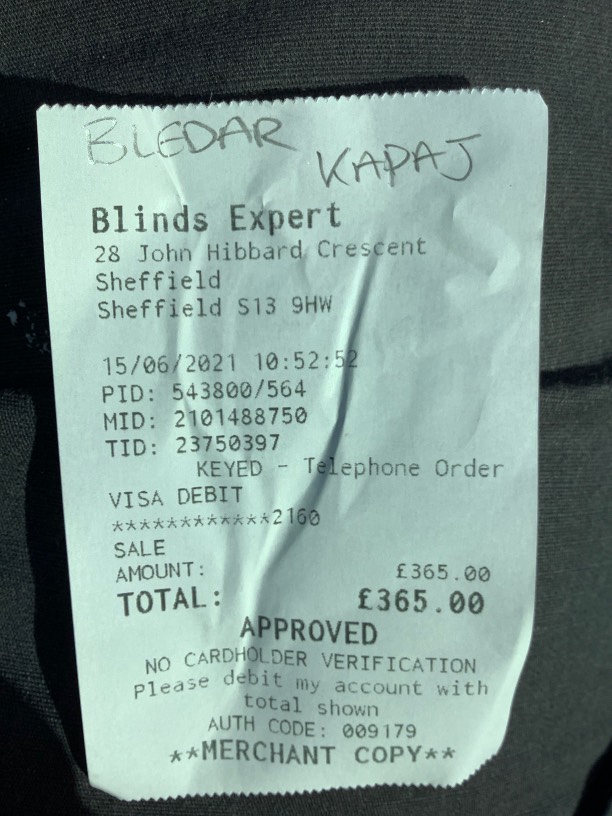 BLEDAR
KAPAJ
Blinds Expert
28 John Hibbard Crescent
Sheffield
Sheffield S13 9HW
15/06/2021 10:52:52
PID: 543800/564
MID: 2101488750
TID: 23750397
KEYED - Telephone Order
VISA DEBIT
************2160
SALE
AMOUNT: £365.00
TOTAL: £365.00
APPROVED
NO CARDHOLDER VERIFICATION
Please debit my account with
total shown
AUTH CODE: 009179
**MERCHANT COPY**